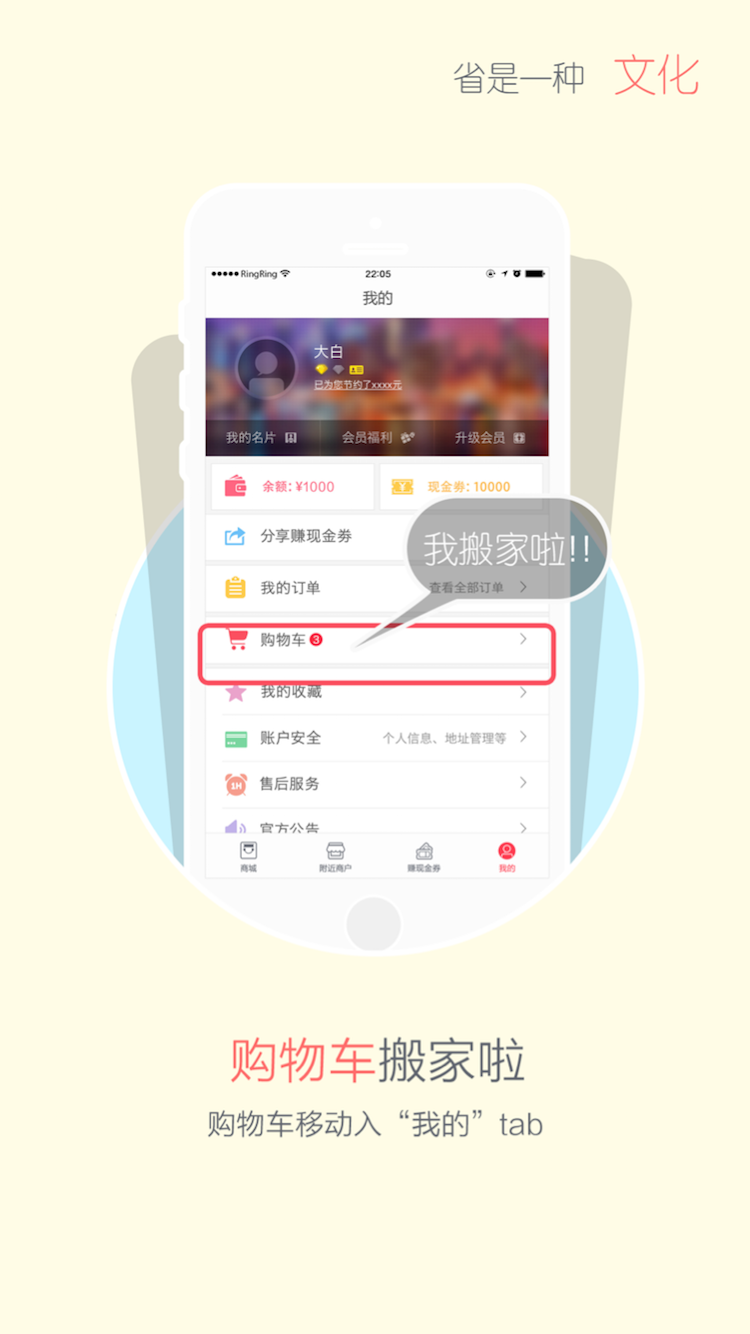 省是一种 文化
RingRing 22:05
我的
大白
已为您节约了xxxx元
我的名片 会员福利 升级会员
余额: ¥1000 现金券: 10000
分享赚现金券
我搬家啦!!
我的订单 查看全部订单
购物车 3
我的收藏
账户安全 个人信息、地址管理等
1H 售后服务
官方公告
商城 附近商户 赚现金券 我的
购物车搬家啦
购物车移动入“我的”tab